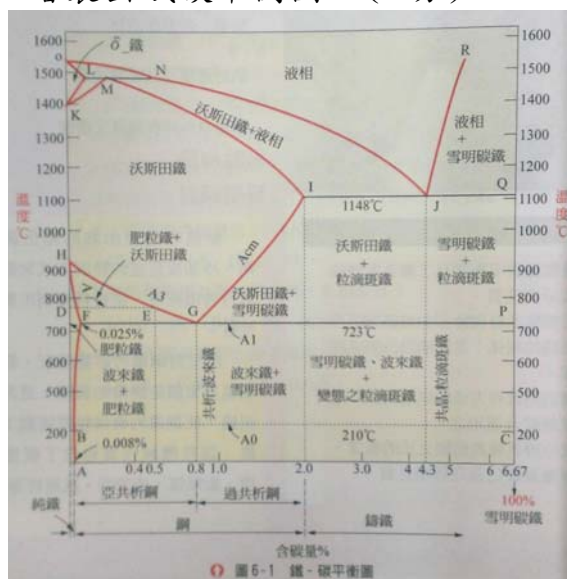 1600
1500
1400
1300
1200
1100
1000
900
800
700
600
500
200
溫度℃
O
δ_鐵
L
M
N
K
R
液相
沃斯田鐵+液相
液相
+
雪明碳鐵
沃斯田鐵
I
1148℃
J
Q
肥粒鐵+
沃斯田鐵
Acm
沃斯田鐵
+
粒滴斑鐵
雪明碳鐵
+
粒滴斑鐵
H
A3
沃斯田鐵+
雪明碳鐵
D
F
E
G
A1
723℃
P
0.025%
肥粒鐵
波來鐵
+
肥粒鐵
共析:波來鐵
波來鐵+
雪明碳鐵
雪明碳鐵、波來鐵
+
變態之粒滴斑鐵
共晶:粒滴斑鐵
B
0.008%
A0
210℃
C
A
1600
1500
1400
1300
1200
1100
1000
900
800
700
600
500
200
溫度℃
0.4 0.5 0.8 1.0 2.0 3.0 4 4.3 5 6 6.67
純鐵
亞共析鋼
過共析鋼
鋼
鑄鐵
100%
雪明碳鐵
含碳量%
圖6-1 鐵-碳平衡圖